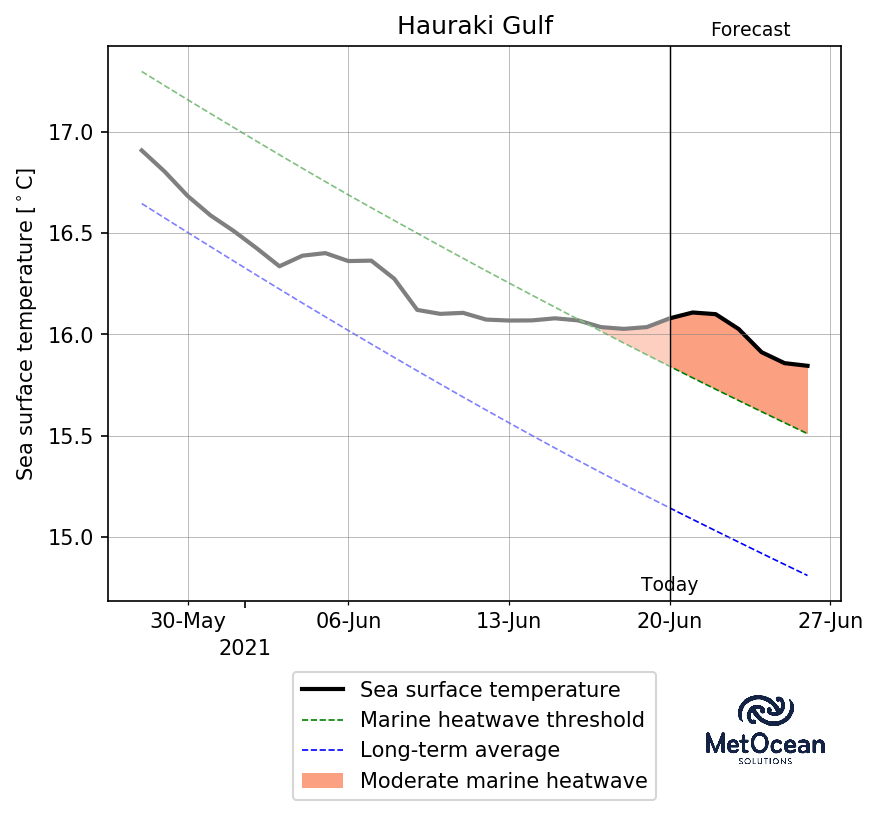 Hauraki Gulf
Forecast
Sea surface temperature [°C]
17.0
16.5
16.0
15.5
15.0
Today
30-May
06-Jun
13-Jun
20-Jun
27-Jun
2021
Sea surface temperature
Marine heatwave threshold
Long-term average
Moderate marine heatwave
MetOcean
SOLUTIONS